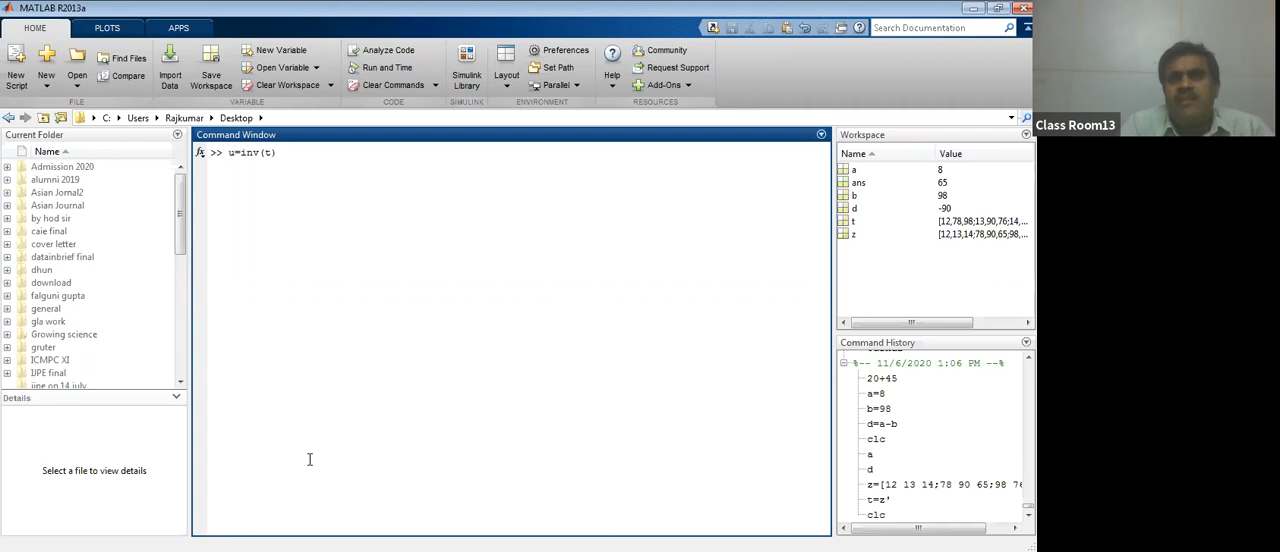 MATLAB R2013a
HOME PLOTS APPS
Search Documentation
New Script
New
Open
Find Files
Compare
Import Data
Save Workspace
New Variable
Open Variable
Clear Workspace
Analyze Code
Run and Time
Clear Commands
Simulink Library
Layout
Preferences
Set Path
Parallel
Help
Community
Request Support
Add-Ons
FILE VARIABLE CODE SIMULINK ENVIRONMENT RESOURCES
C: Users Rajkumar Desktop
Current Folder
Name
Admission 2020
alumni 2019
Asian Jornal2
Asian Journal
by hod sir
caie final
cover letter
datainbrief final
dhun
download
falguni gupta
general
gla work
Growing science
gruter
ICMPC XI
IJPE final
ijpe on 14 july
Details
Select a file to view details
Command Window
fx >> u=inv(t)
Workspace
Name Value
a 8
ans 65
b 98
d -90
t [12,78,98;13,90,76;14,...
z [12,13,14;78,90,65;98,...
Command History
%-- 11/6/2020 1:06 PM --%
20+45
a=8
b=98
d=a-b
clc
a
d
z=[12 13 14;78 90 65;98 76
t=z'
clc
Class Room13